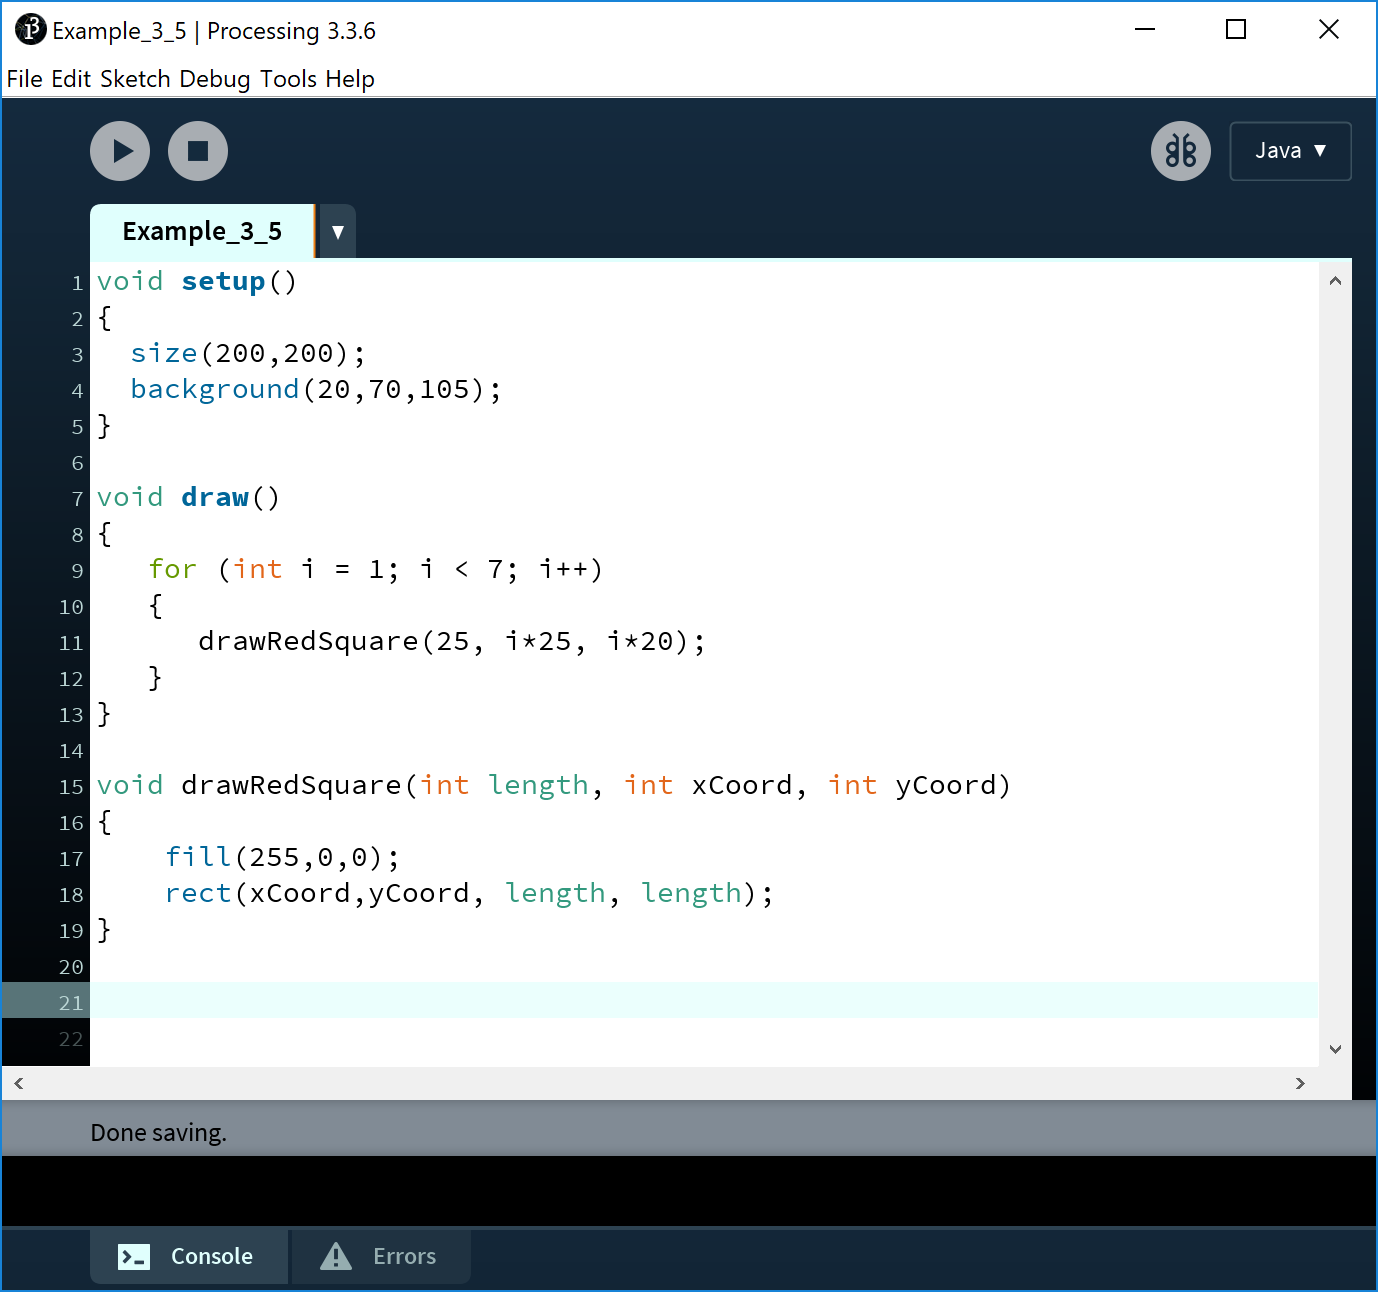 Example_3_5 | Processing 3.3.6
File Edit Sketch Debug Tools Help
Java ▼
Example_3_5 ▼
1 void setup()
2 {
3   size(200,200);
4   background(20,70,105);
5 }
6
7 void draw()
8 {
9    for (int i = 1; i < 7; i++)
10    {
11       drawRedSquare(25, i*25, i*20);
12    }
13 }
14
15 void drawRedSquare(int length, int xCoord, int yCoord)
16 {
17     fill(255,0,0);
18     rect(xCoord,yCoord, length, length);
19 }
20
21
22
Done saving.
Console Errors